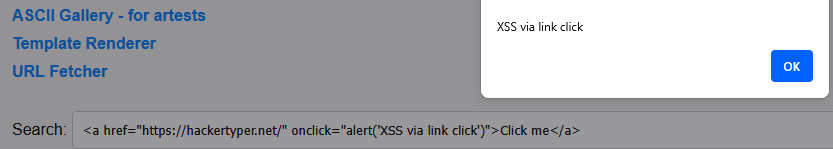 ASCII Gallery - for artests
Template Renderer
URL Fetcher
XSS via link click
OK
Search: <a href="https://hackertyper.net/" onclick="alert('XSS via link click')">Click me</a>